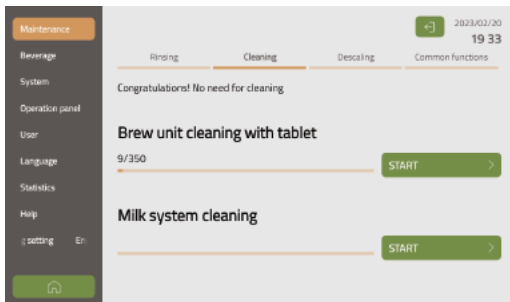 Maintenance
Beverage
System
Operation panel
User
Language
Statistics
Help
setting En
2023/02/20
19 33
Rinsing Cleaning Descaling Common functions
Congratulations! No need for cleaning
Brew unit cleaning with tablet
9/350
START
Milk system cleaning
START